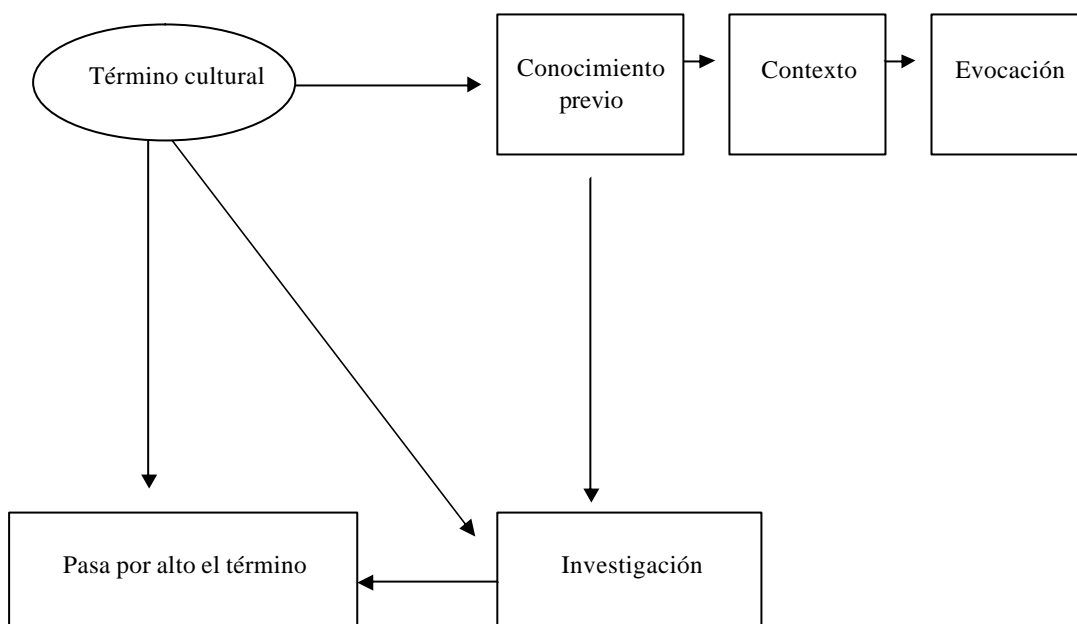 Término cultural
Conocimiento
previo
Contexto
Evocación
Pasa por alto el término
Investigación